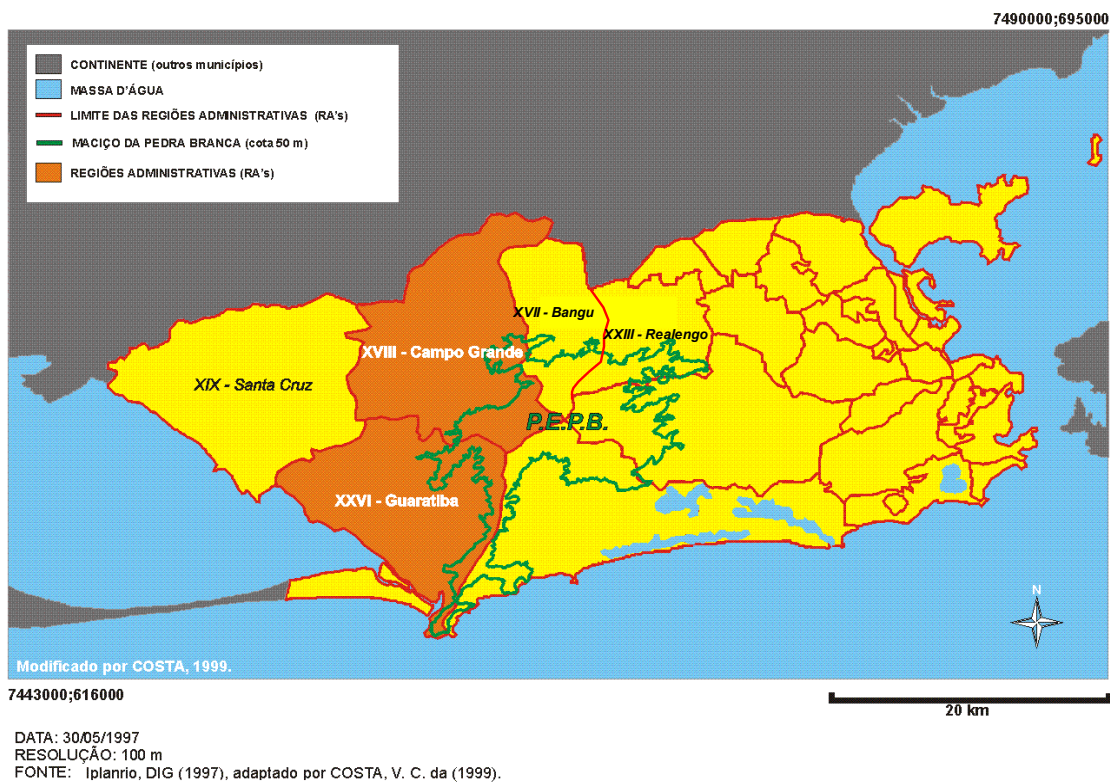 7490000;695000
CONTINENTE (outros municípios)
MASSA D'ÁGUA
LIMITE DAS REGIÕES ADMINISTRATIVAS (RA's)
MACIÇO DA PEDRA BRANCA (cota 50 m)
REGIÕES ADMINISTRATIVAS (RA's)
XVII - Bangu
XXIII - Realengo
XVIII - Campo Grande
XIX - Santa Cruz
P.E.P.B.
XXVI - Guaratiba
N
Modificado por COSTA, 1999.
7443000;616000
20 km
DATA: 30/05/1997
RESOLUÇÃO: 100 m
FONTE: Iplanrio, DIG (1997), adaptado por COSTA, V. C. da (1999).